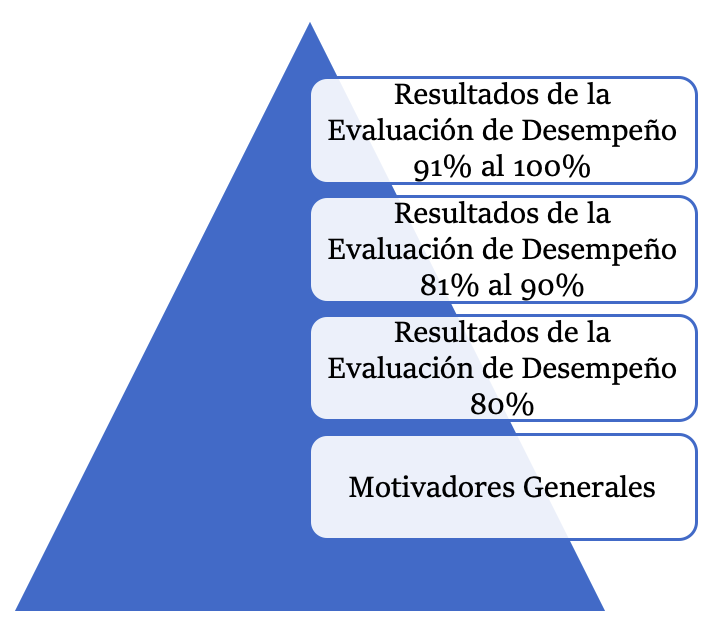 Resultados de la
Evaluación de Desempeño
91% al 100%
Resultados de la
Evaluación de Desempeño
81% al 90%
Resultados de la
Evaluación de Desempeño
80%
Motivadores Generales